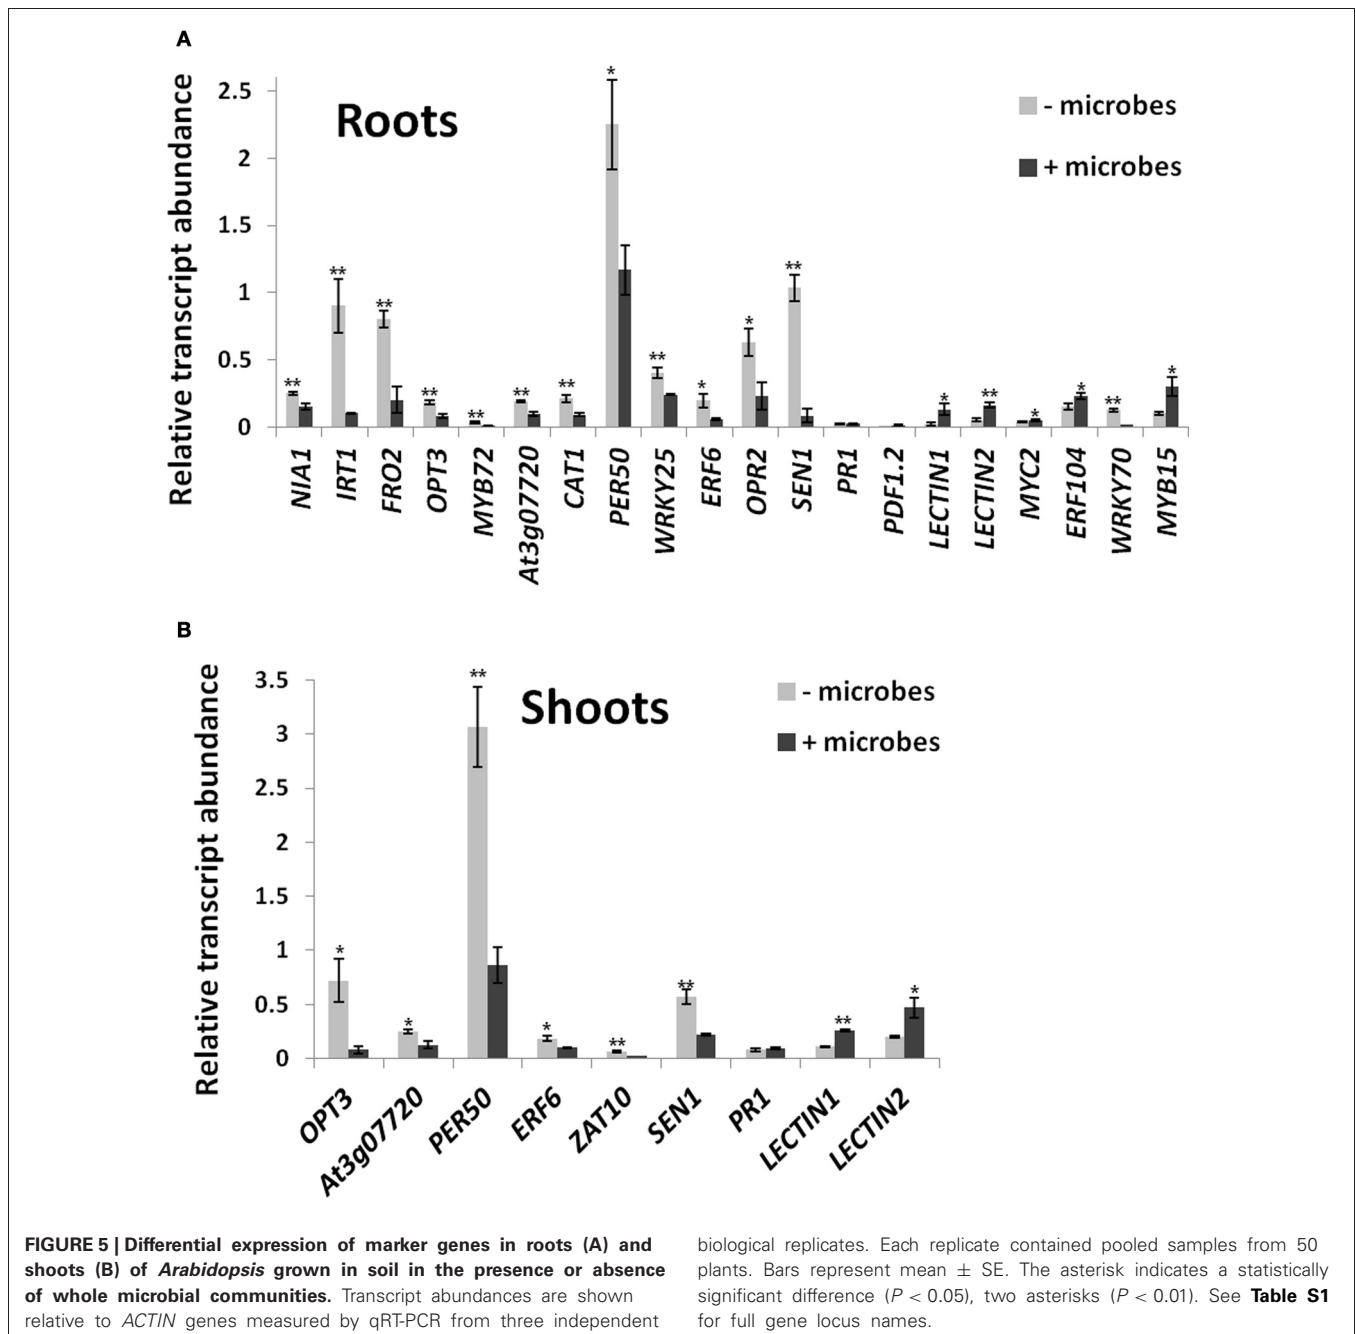 A
Roots
- microbes
+ microbes
Relative transcript abundance
2.5
2
1.5
1
0.5
0
*
**
**
**
**
**
**
**
*
**
*
*
**
*
**
*
*
**
*
NIA1
IRT1
FRO2
OPT3
MYB72
At3g07720
CAT1
PER50
WRKY25
ERF6
OPR2
SEN1
PR1
PDF1.2
LECTIN1
LECTIN2
MYC2
ERF104
WRKY70
MYB15
B
Shoots
- microbes
+ microbes
Relative transcript abundance
3.5
3
2.5
2
1.5
1
0.5
0
*
*
**
*
**
**
**
*
OPT3
At3g07720
PER50
ERF6
ZAT10
SEN1
PR1
LECTIN1
LECTIN2
FIGURE 5 | Differential expression of marker genes in roots (A) and
shoots (B) of Arabidopsis grown in soil in the presence or absence
of whole microbial communities. Transcript abundances are shown
relative to ACTIN genes measured by qRT-PCR from three independent
biological replicates. Each replicate contained pooled samples from 50
plants. Bars represent mean ± SE. The asterisk indicates a statistically
significant difference (P < 0.05), two asterisks (P < 0.01). See Table S1
for full gene locus names.